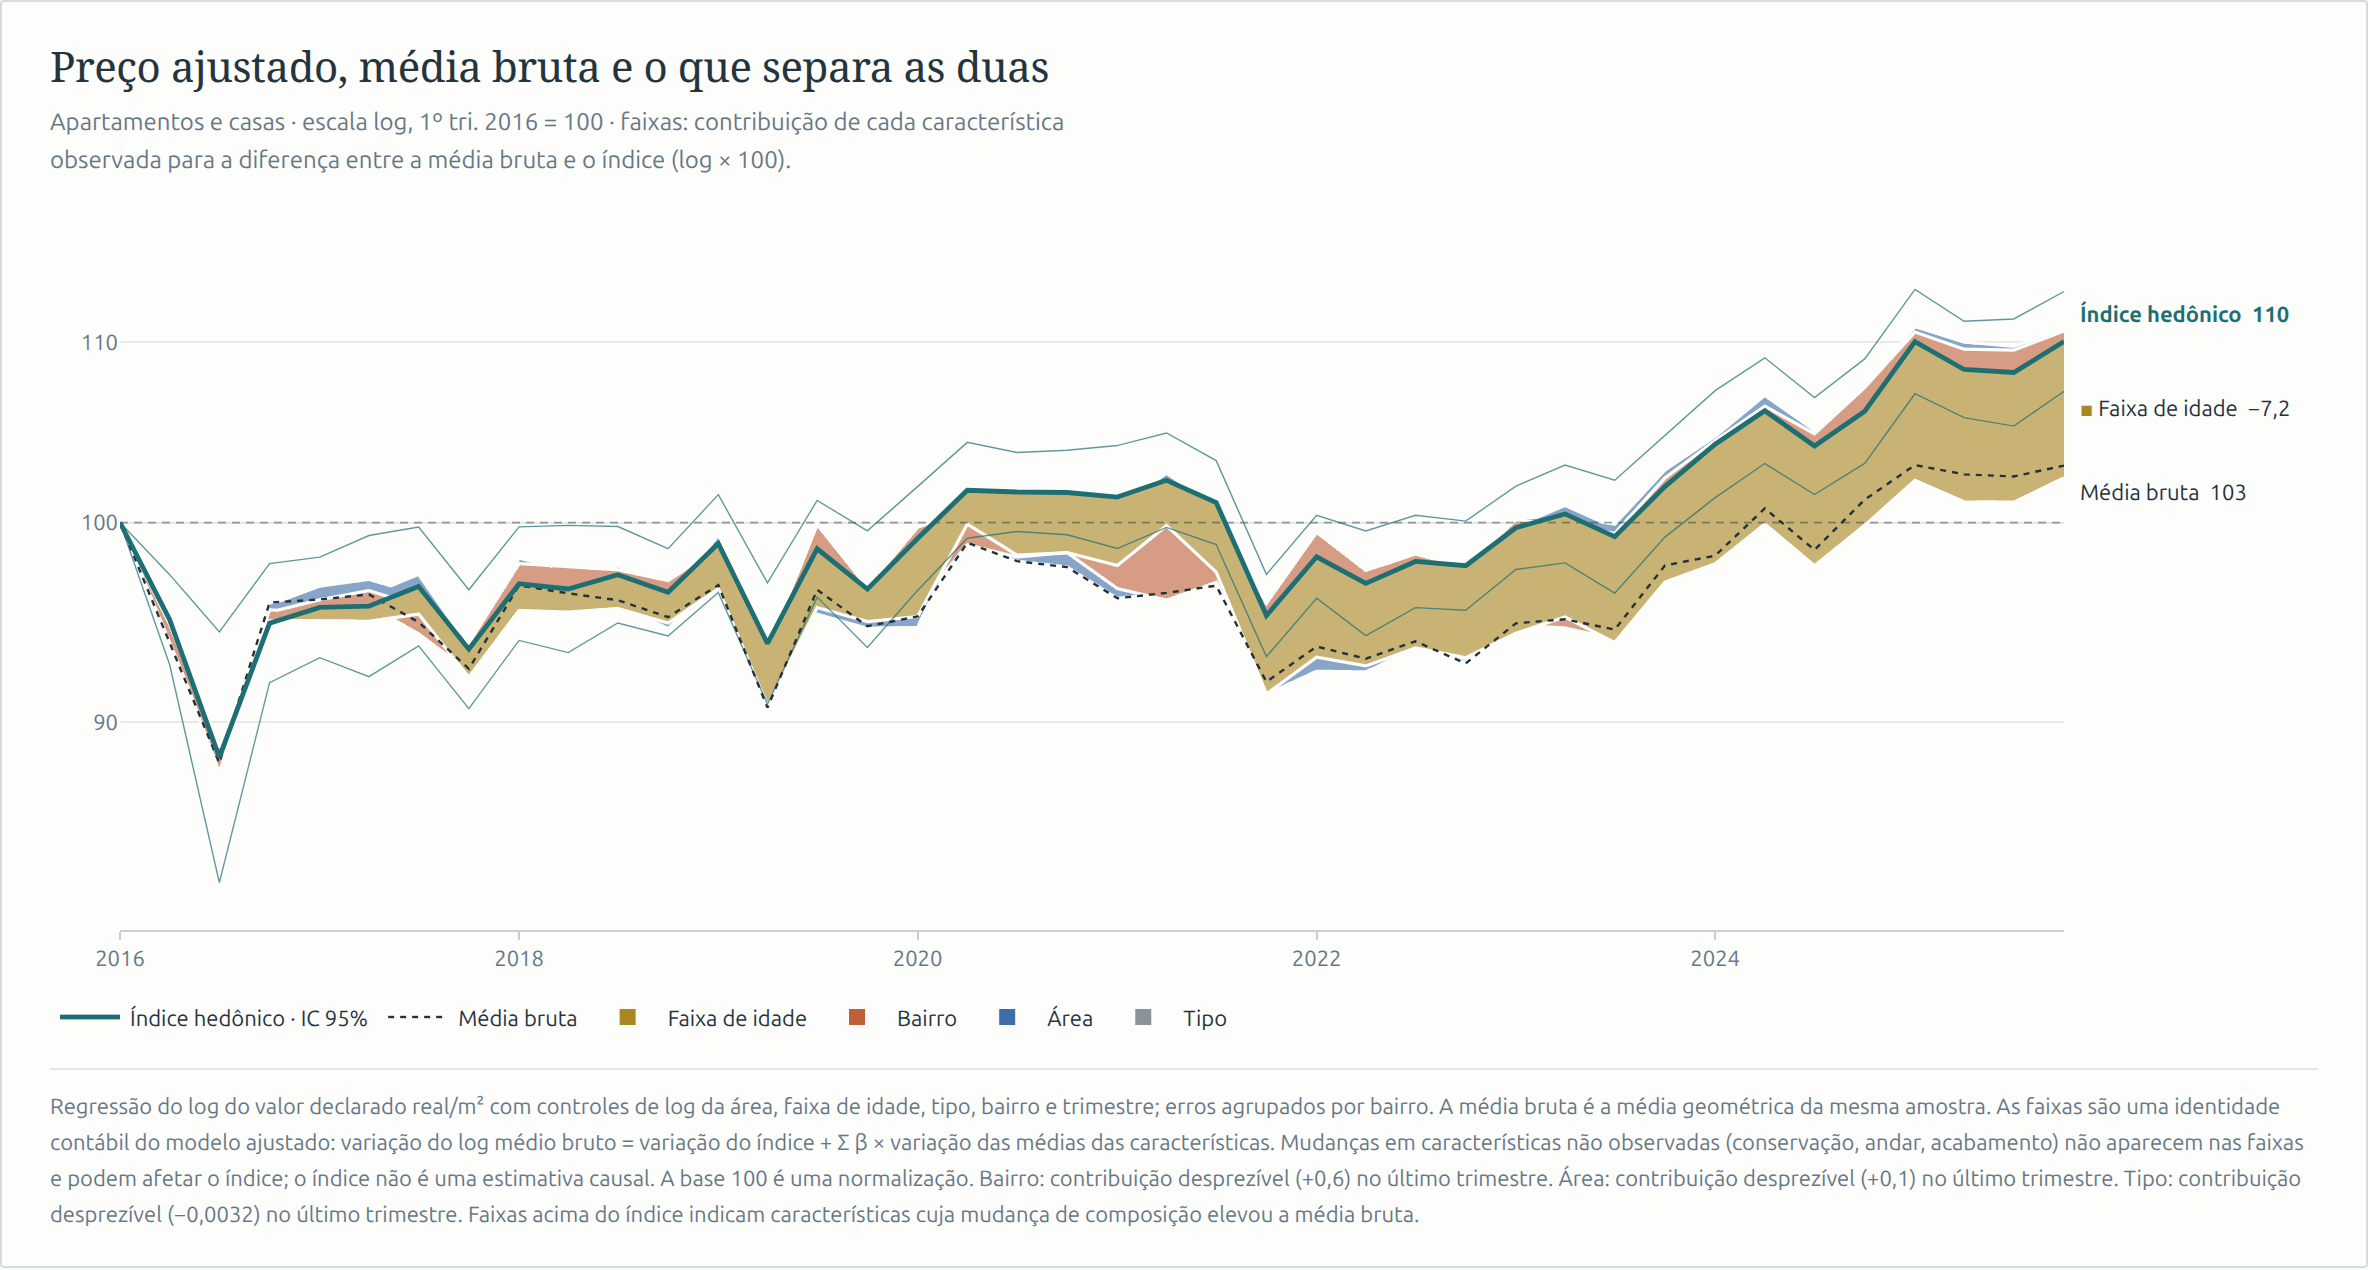 Preço ajustado, média bruta e o que separa as duas
Apartamentos e casas · escala log, 1º tri. 2016 = 100 · faixas: contribuição de cada característica
observada para a diferença entre a média bruta e o índice (log × 100).
110
100
90
Índice hedônico 110
Faixa de idade −7,2
Média bruta 103
2016
2018
2020
2022
2024
Índice hedônico · IC 95%
Média bruta
Faixa de idade
Bairro
Área
Tipo
Regressão do log do valor declarado real/m² com controles de log da área, faixa de idade, tipo, bairro e trimestre; erros agrupados por bairro. A média bruta é a média geométrica da mesma amostra. As faixas são uma identidade
contábil do modelo ajustado: variação do log médio bruto = variação do índice + Σ β × variação das médias das características. Mudanças em características não observadas (conservação, andar, acabamento) não aparecem nas faixas
e podem afetar o índice; o índice não é uma estimativa causal. A base 100 é uma normalização. Bairro: contribuição desprezível (+0,6) no último trimestre. Área: contribuição desprezível (+0,1) no último trimestre. Tipo: contribuição
desprezível (−0,0032) no último trimestre. Faixas acima do índice indicam características cuja mudança de composição elevou a média bruta.